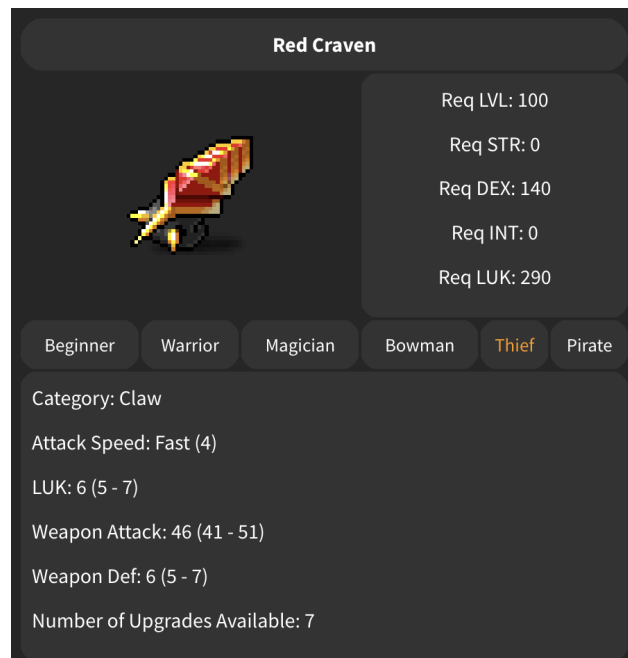 Red Craven
Req LVL: 100
Req STR: 0
Req DEX: 140
Req INT: 0
Req LUK: 290
Beginner Warrior Magician Bowman Thief Pirate
Category: Claw
Attack Speed: Fast (4)
LUK: 6 (5 - 7)
Weapon Attack: 46 (41 - 51)
Weapon Def: 6 (5 - 7)
Number of Upgrades Available: 7